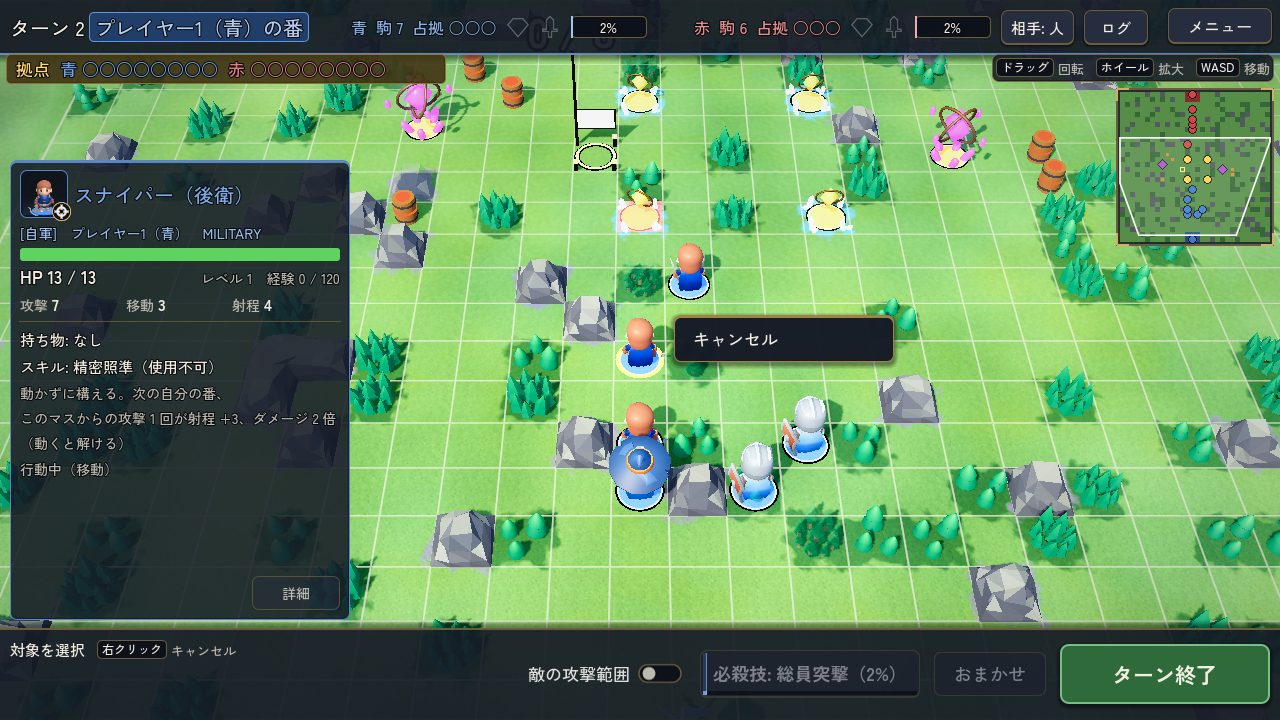 ターン 2 プレイヤー1（青）の番 青 駒 7 占拠 ○○○ 2% 赤 駒 6 占拠 ○○○ 2% 相手: 人 ログ メニュー
拠点 青 ○○○○○○○○ 赤 ○○○○○○○○
ドラッグ 回転 ホイール 拡大 WASD 移動
スナイパー（後衛）
[自軍] プレイヤー1（青） MILITARY
HP 13 / 13 レベル 1 経験 0 / 120
攻撃 7 移動 3 射程 4
持ち物: なし
スキル: 精密照準（使用不可）
動かずに構える。次の自分の番、
このマスからの攻撃 1 回が射程 +3、ダメージ 2 倍
（動くと解ける）
行動中（移動）
詳細
キャンセル
対象を選択 右クリック キャンセル
敵の攻撃範囲 必殺技: 総員突撃（2%） おまかせ ターン終了